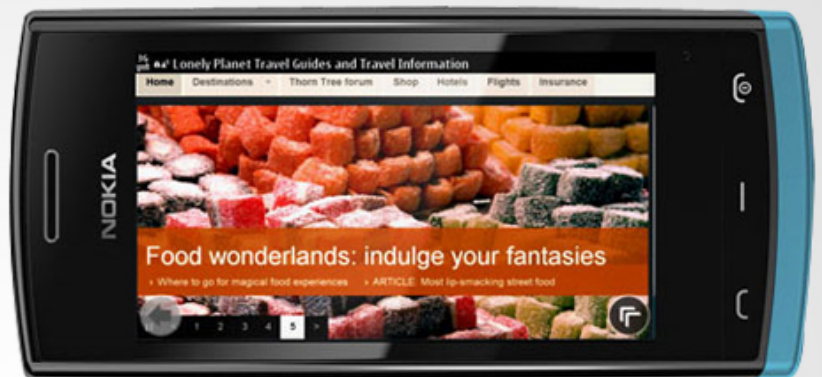 Lonely Planet Travel Guides and Travel Information
Home Destinations Thorn Tree forum Shop Hotels Flights Insurance
NOKIA
Food wonderlands: indulge your fantasies
› Where to go for magical food experiences › ARTICLE: Most lip-smacking street food
1 2 3 4 5 >